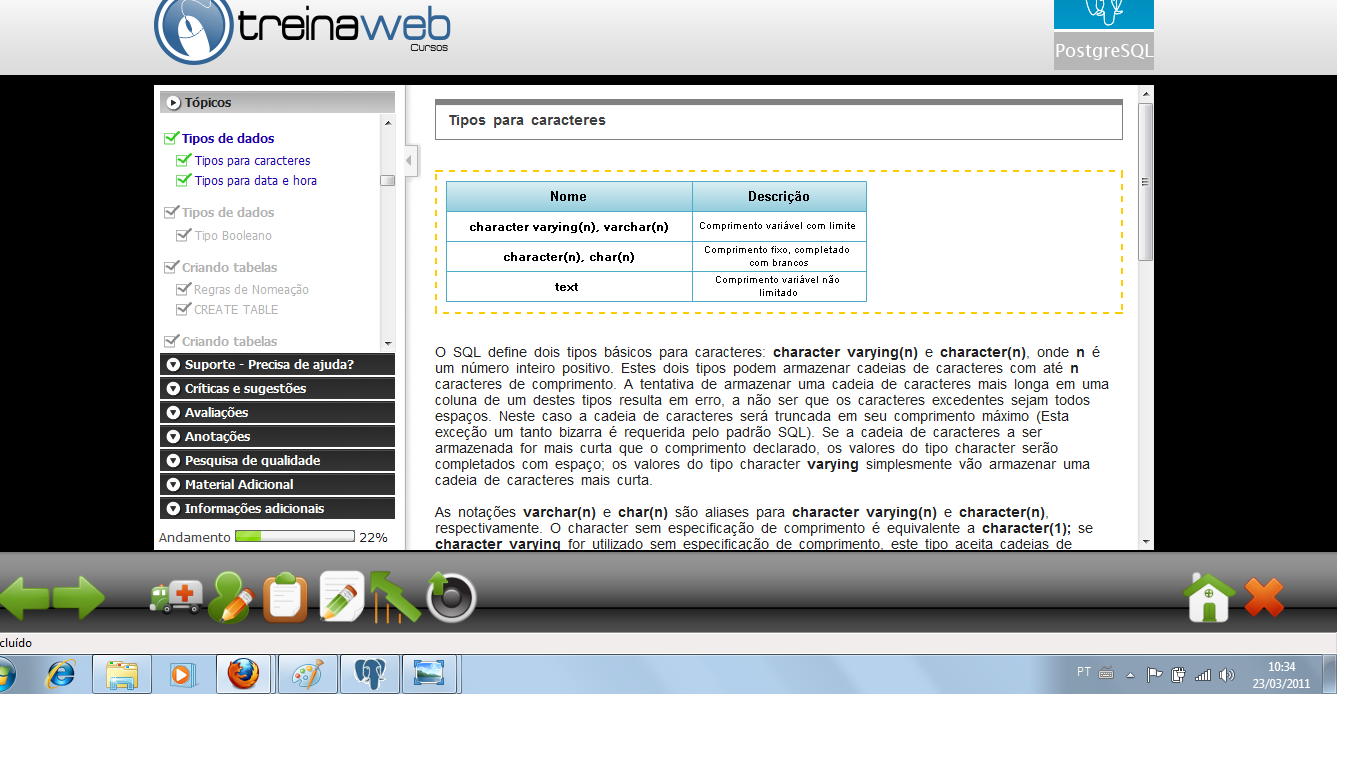 treinaweb
Cursos
PostgreSQL
Tópicos
Tipos de dados
Tipos para caracteres
Tipos para data e hora
Tipos de dados
Tipo Booleano
Criando tabelas
Regras de Nomeação
CREATE TABLE
Criando tabelas
Suporte - Precisa de ajuda?
Críticas e sugestões
Avaliações
Anotações
Pesquisa de qualidade
Material Adicional
Informações adicionais
Andamento 22%
Tipos para caracteres
Nome Descrição
character varying(n), varchar(n) Comprimento variável com limite
character(n), char(n) Comprimento fixo, completado
com brancos
text Comprimento variável não
limitado
O SQL define dois tipos básicos para caracteres: character varying(n) e character(n), onde n é
um número inteiro positivo. Estes dois tipos podem armazenar cadeias de caracteres com até n
caracteres de comprimento. A tentativa de armazenar uma cadeia de caracteres mais longa em uma
coluna de um destes tipos resulta em erro, a não ser que os caracteres excedentes sejam todos
espaços. Neste caso a cadeia de caracteres será truncada em seu comprimento máximo (Esta
exceção um tanto bizarra é requerida pelo padrão SQL). Se a cadeia de caracteres a ser
armazenada for mais curta que o comprimento declarado, os valores do tipo character serão
completados com espaço; os valores do tipo character varying simplesmente vão armazenar uma
cadeia de caracteres mais curta.
As notações varchar(n) e char(n) são aliases para character varying(n) e character(n),
respectivamente. O character sem especificação de comprimento é equivalente a character(1); se
character varying for utilizado sem especificação de comprimento, este tipo aceita cadeias de
cluído
PT
10:34
23/03/2011